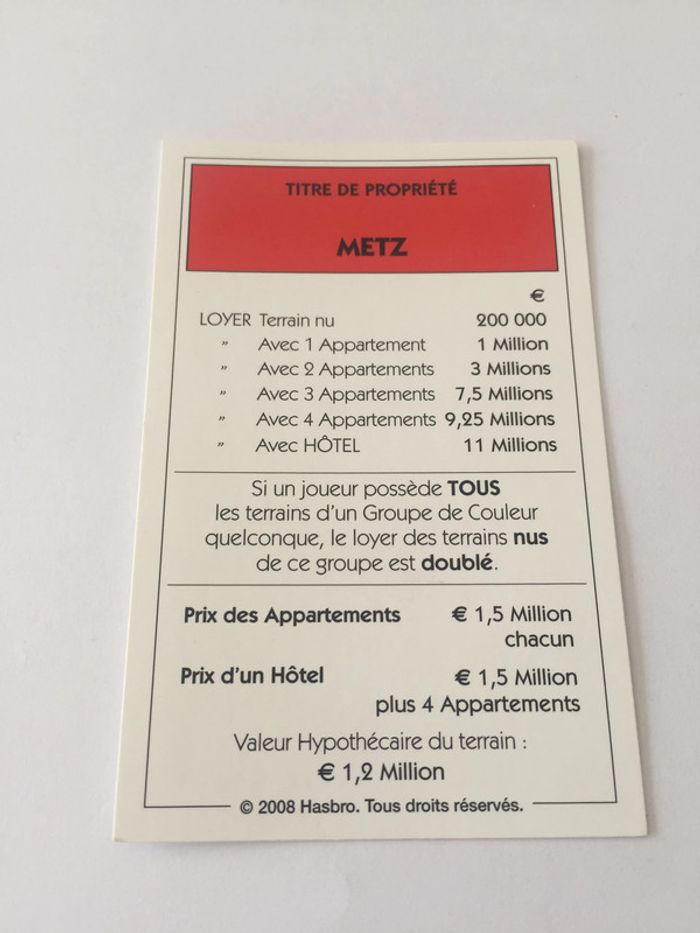 TITRE DE PROPRIÉTÉ
METZ
€
LOYER Terrain nu 200 000
" Avec 1 Appartement 1 Million
" Avec 2 Appartements 3 Millions
" Avec 3 Appartements 7,5 Millions
" Avec 4 Appartements 9,25 Millions
" Avec HÔTEL 11 Millions
Si un joueur possède TOUS
les terrains d'un Groupe de Couleur
quelconque, le loyer des terrains nus
de ce groupe est doublé.
Prix des Appartements € 1,5 Million
chacun
Prix d'un Hôtel € 1,5 Million
plus 4 Appartements
Valeur Hypothécaire du terrain :
€ 1,2 Million
© 2008 Hasbro. Tous droits réservés.